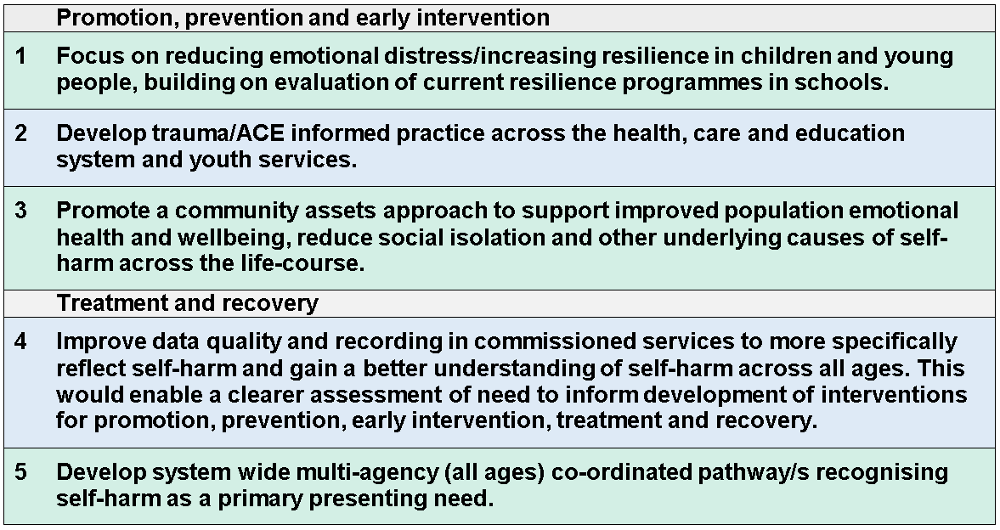 Promotion, prevention and early intervention
1 Focus on reducing emotional distress/increasing resilience in children and young
people, building on evaluation of current resilience programmes in schools.
2 Develop trauma/ACE informed practice across the health, care and education
system and youth services.
3 Promote a community assets approach to support improved population emotional
health and wellbeing, reduce social isolation and other underlying causes of self-
harm across the life-course.
Treatment and recovery
4 Improve data quality and recording in commissioned services to more specifically
reflect self-harm and gain a better understanding of self-harm across all ages. This
would enable a clearer assessment of need to inform development of interventions
for promotion, prevention, early intervention, treatment and recovery.
5 Develop system wide multi-agency (all ages) co-ordinated pathway/s recognising
self-harm as a primary presenting need.